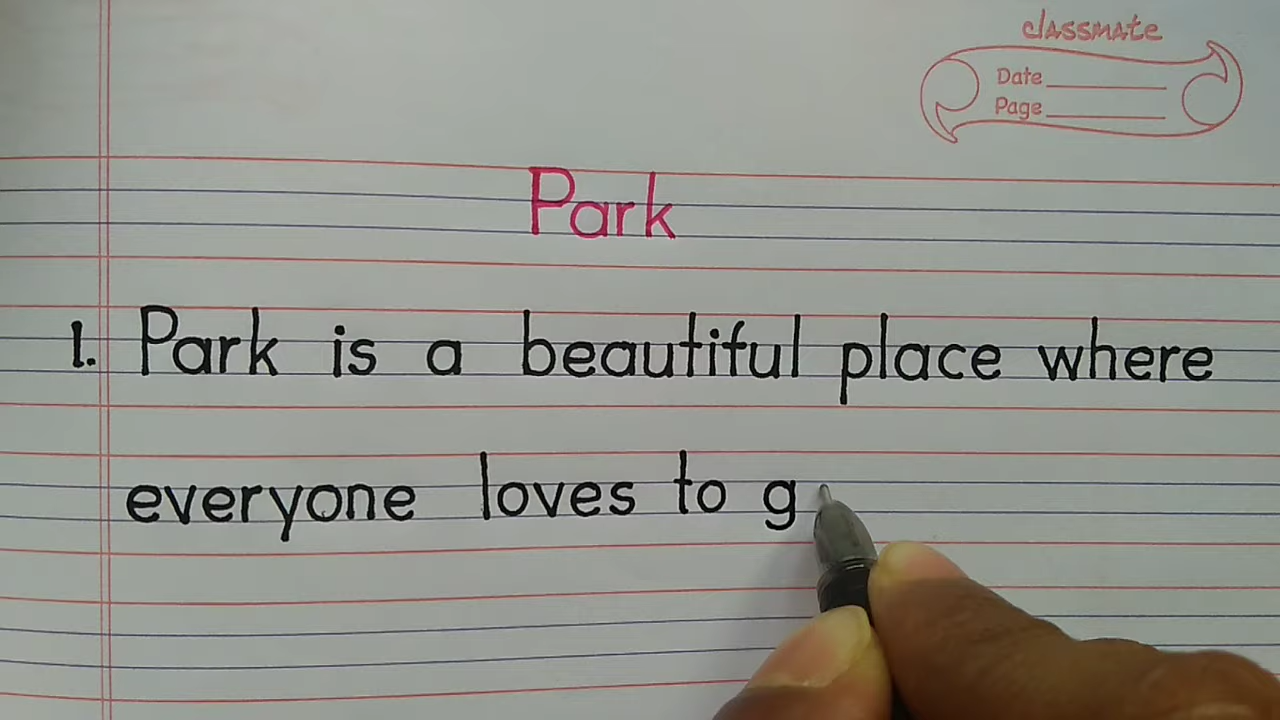 classmate
Date
Page
Park
1. Park is a beautiful place where
everyone loves to g